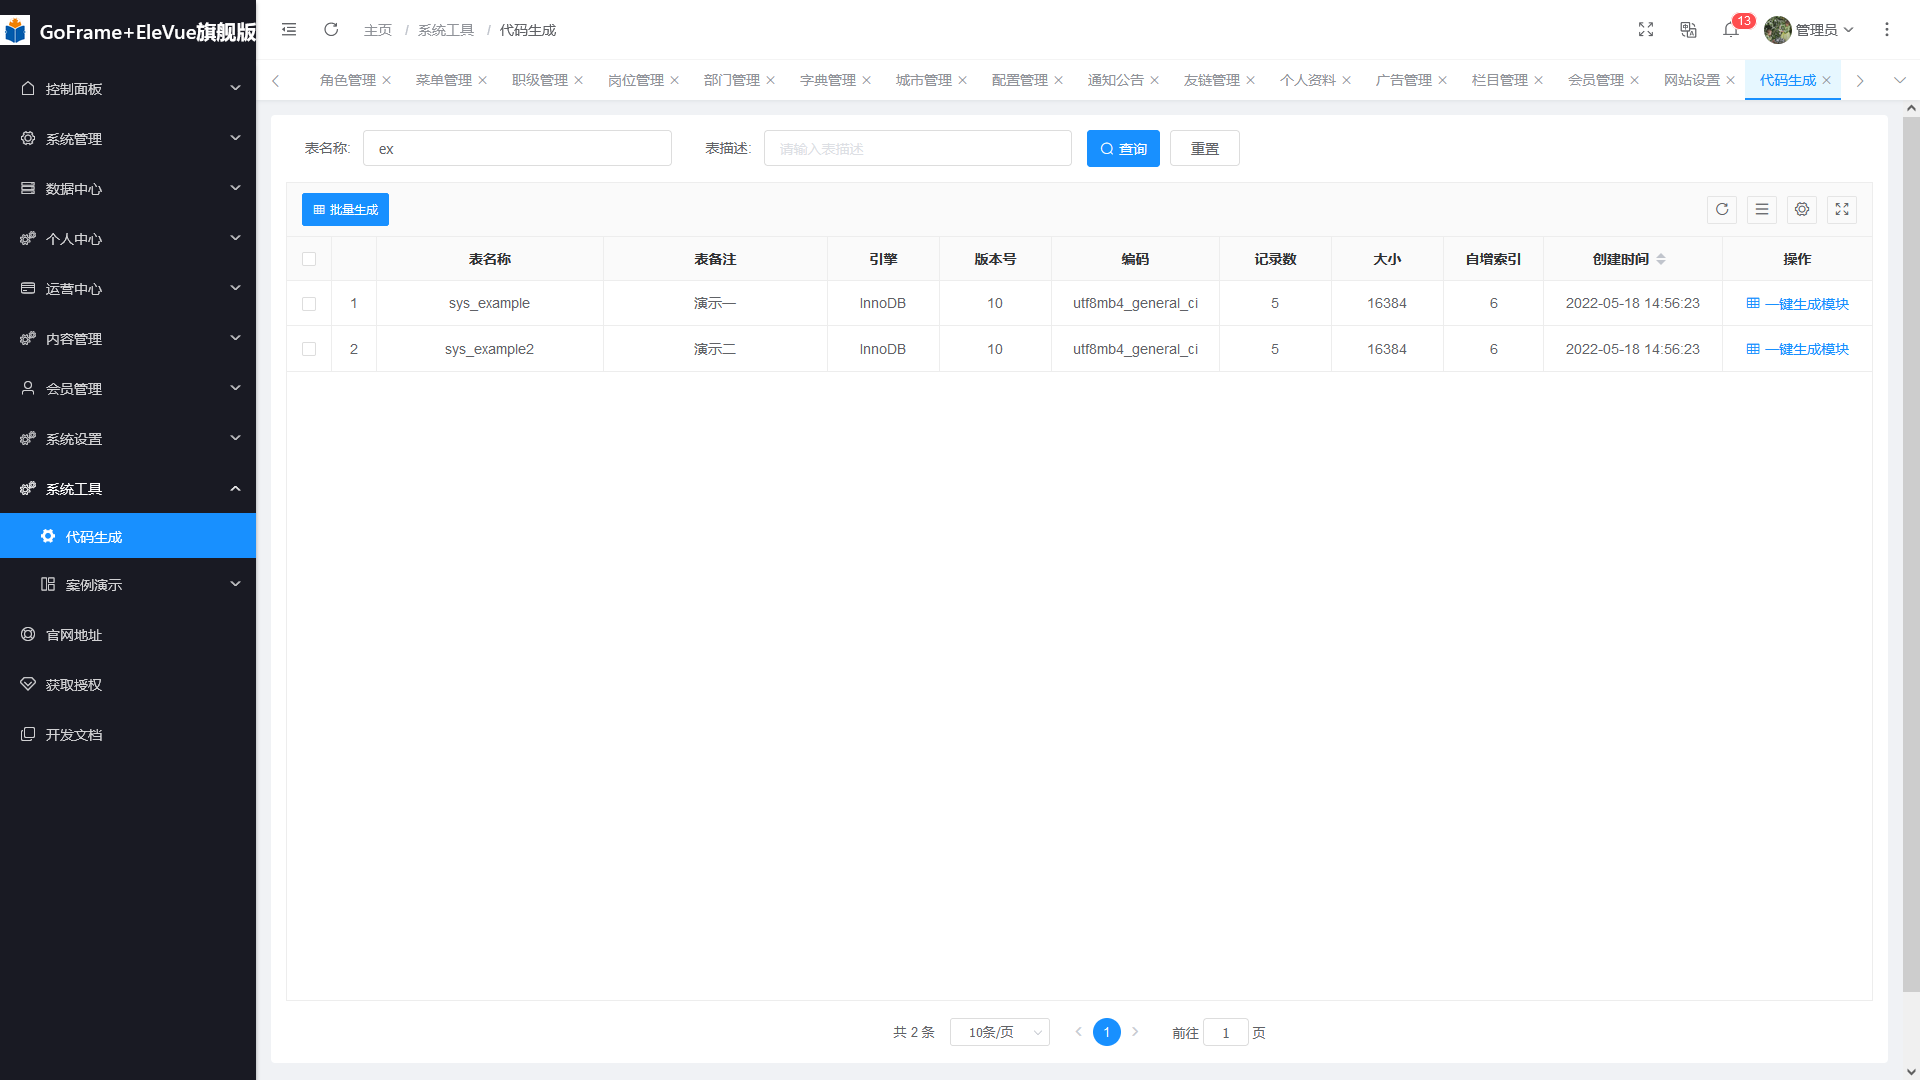 GoFrame+EleVue旗舰版
主页 / 系统工具 / 代码生成
13
管理员
角色管理 菜单管理 职级管理 岗位管理 部门管理 字典管理 城市管理 配置管理 通知公告 友链管理 个人资料 广告管理 栏目管理 会员管理 网站设置 代码生成
控制面板
系统管理
数据中心
个人中心
运营中心
内容管理
会员管理
系统设置
系统工具
代码生成
案例演示
官网地址
获取授权
开发文档
表名称: ex 表描述: 请输入表描述 查询 重置
批量生成
表名称 表备注 引擎 版本号 编码 记录数 大小 自增索引 创建时间 操作
1 sys_example 演示一 InnoDB 10 utf8mb4_general_ci 5 16384 6 2022-05-18 14:56:23 一键生成模块
2 sys_example2 演示二 InnoDB 10 utf8mb4_general_ci 5 16384 6 2022-05-18 14:56:23 一键生成模块
共 2 条 10条/页 1 前往 1 页